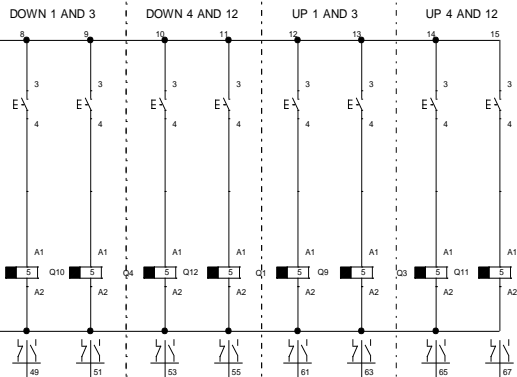 DOWN 1 AND 3 DOWN 4 AND 12 UP 1 AND 3 UP 4 AND 12
8 9 10 11 12 13 14 15
3 3 3 3 3 3 3 3
E E E E E E E E
4 4 4 4 4 4 4 4
A1 A1 A1 A1 A1 A1 A1 A1
5 Q10 5 Q4 Q12 5 5 Q1 5 Q9 5 Q3 5 Q11 5
A2 A2 A2 A2 A2 A2 A2 A2
49 51 53 55 61 63 65 67